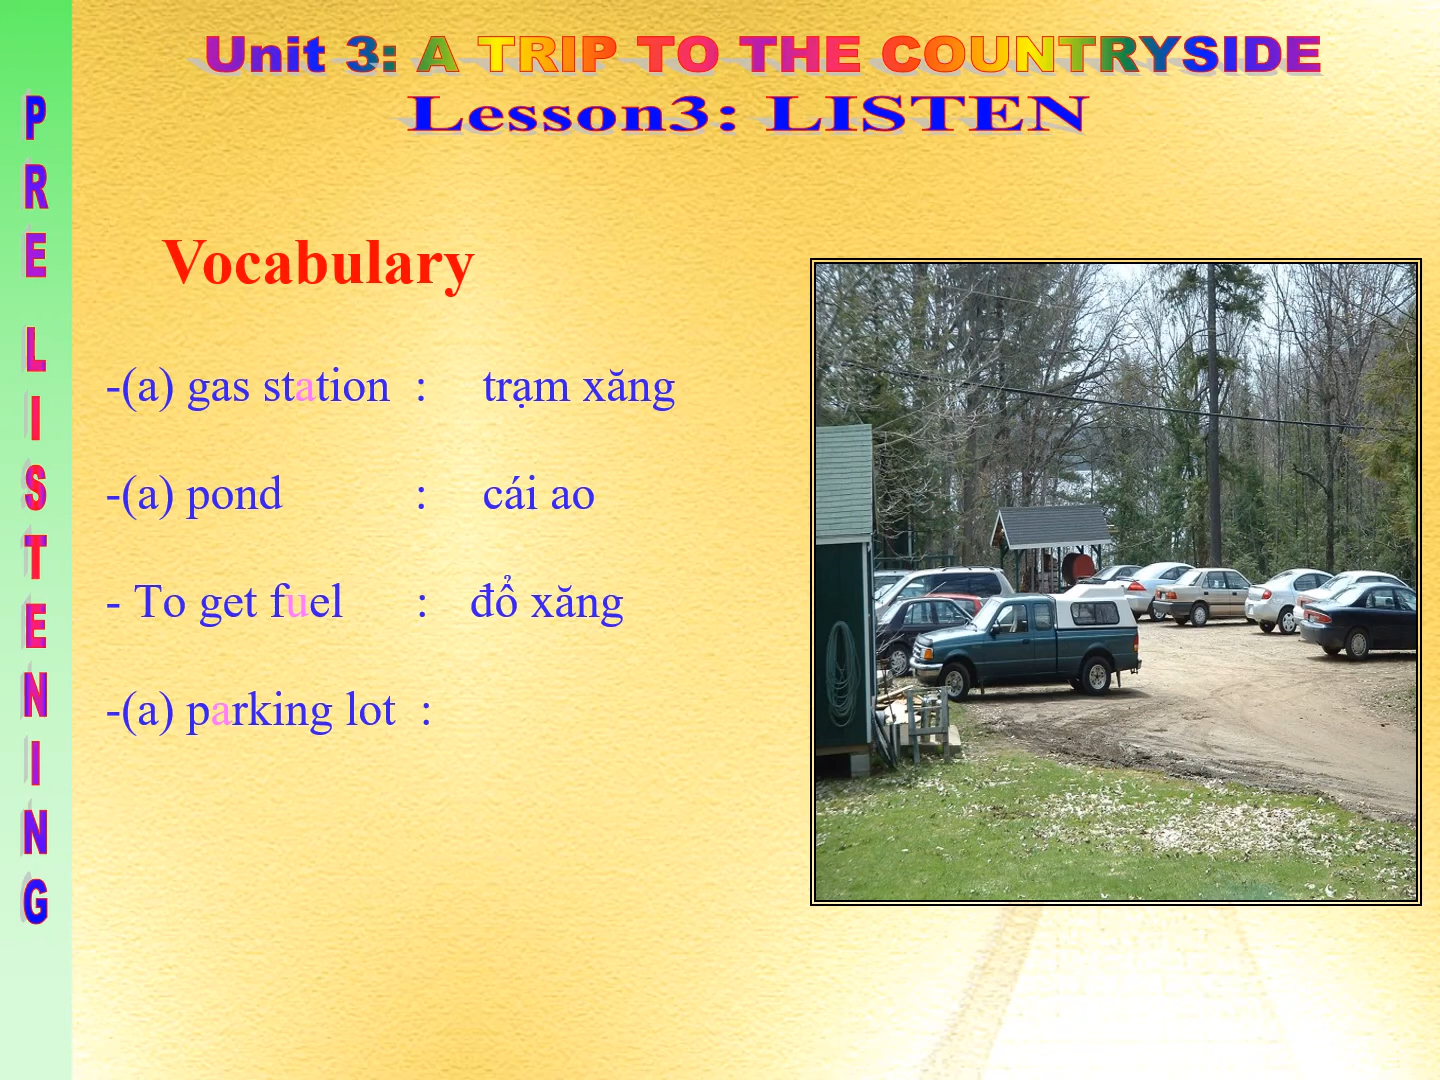 Unit 3: A TRIP TO THE COUNTRYSIDE
Lesson3: LISTEN
PRE LISTENING
Vocabulary
-(a) gas station : trạm xăng
-(a) pond : cái ao
- To get fuel : đổ xăng
-(a) parking lot :